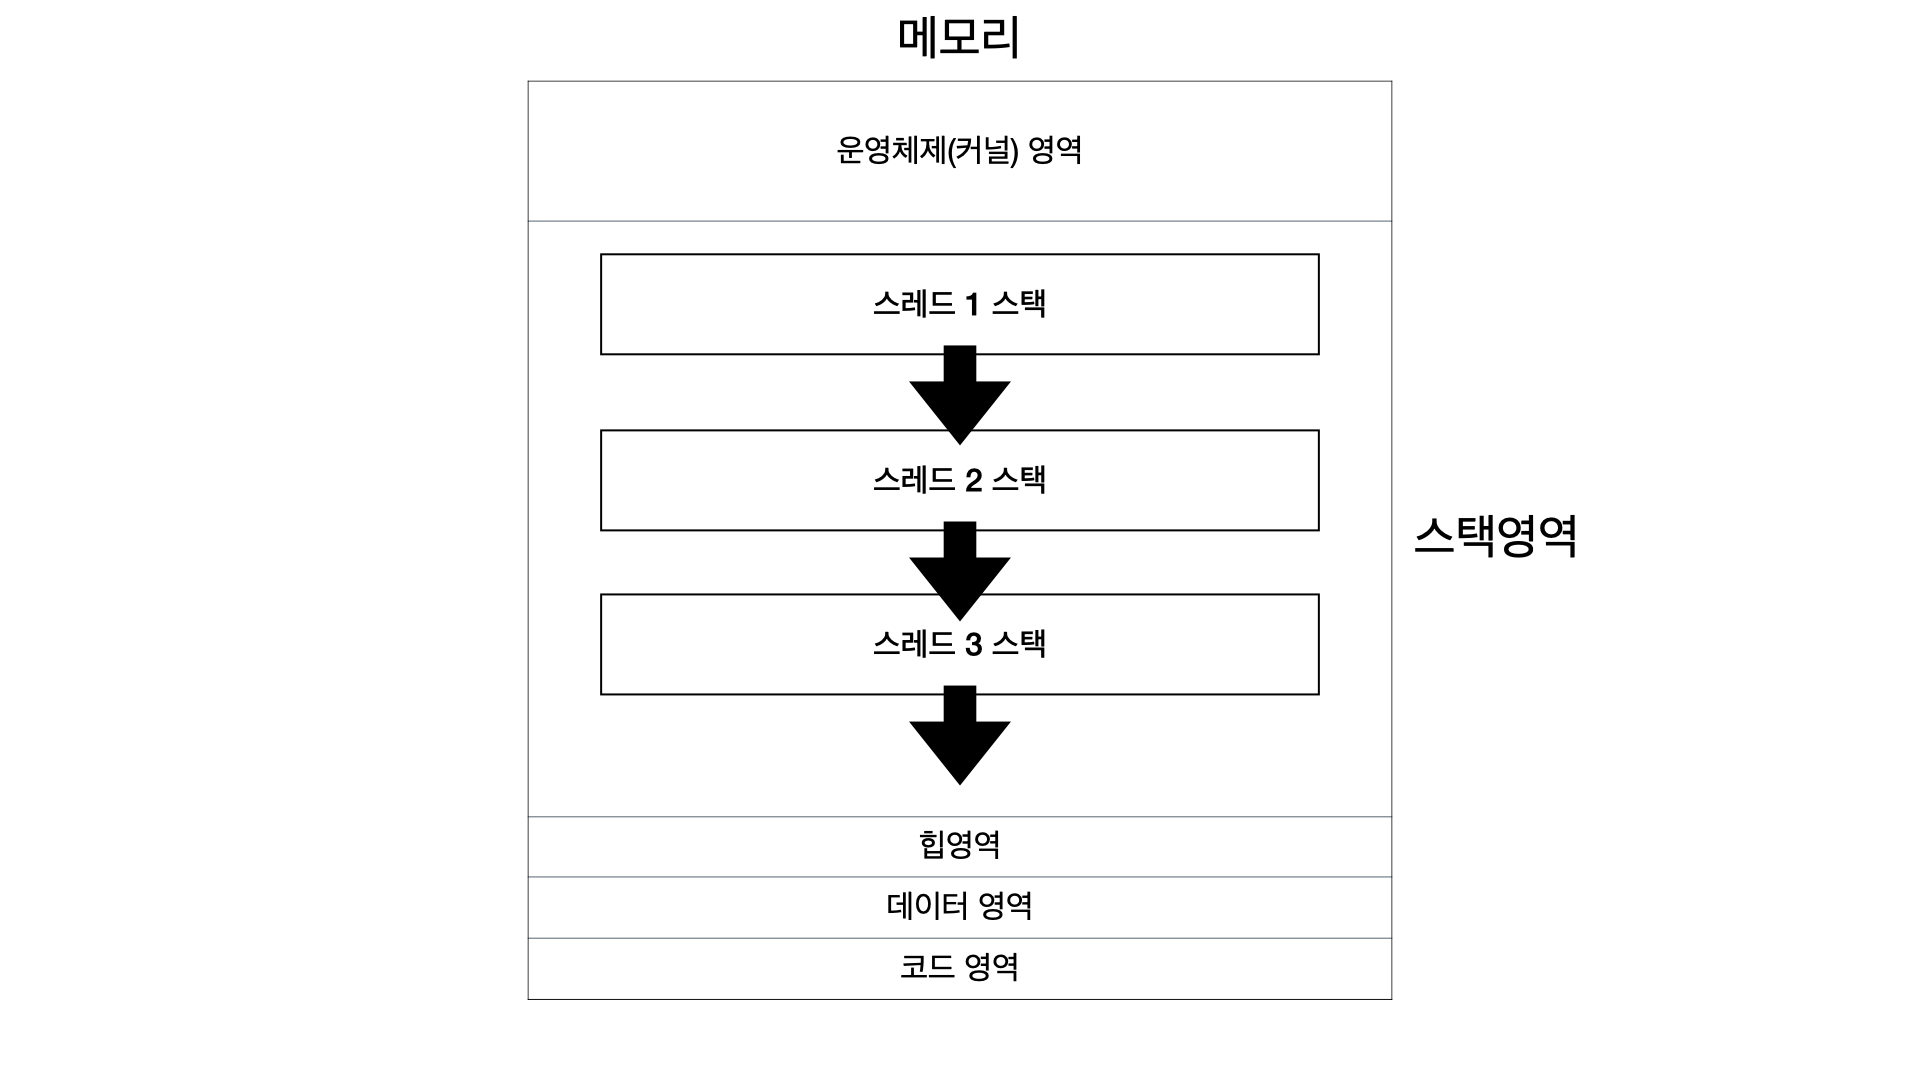 메모리
운영체제(커널) 영역
스레드 1 스택
스레드 2 스택
스택영역
스레드 3 스택
힙영역
데이터 영역
코드 영역